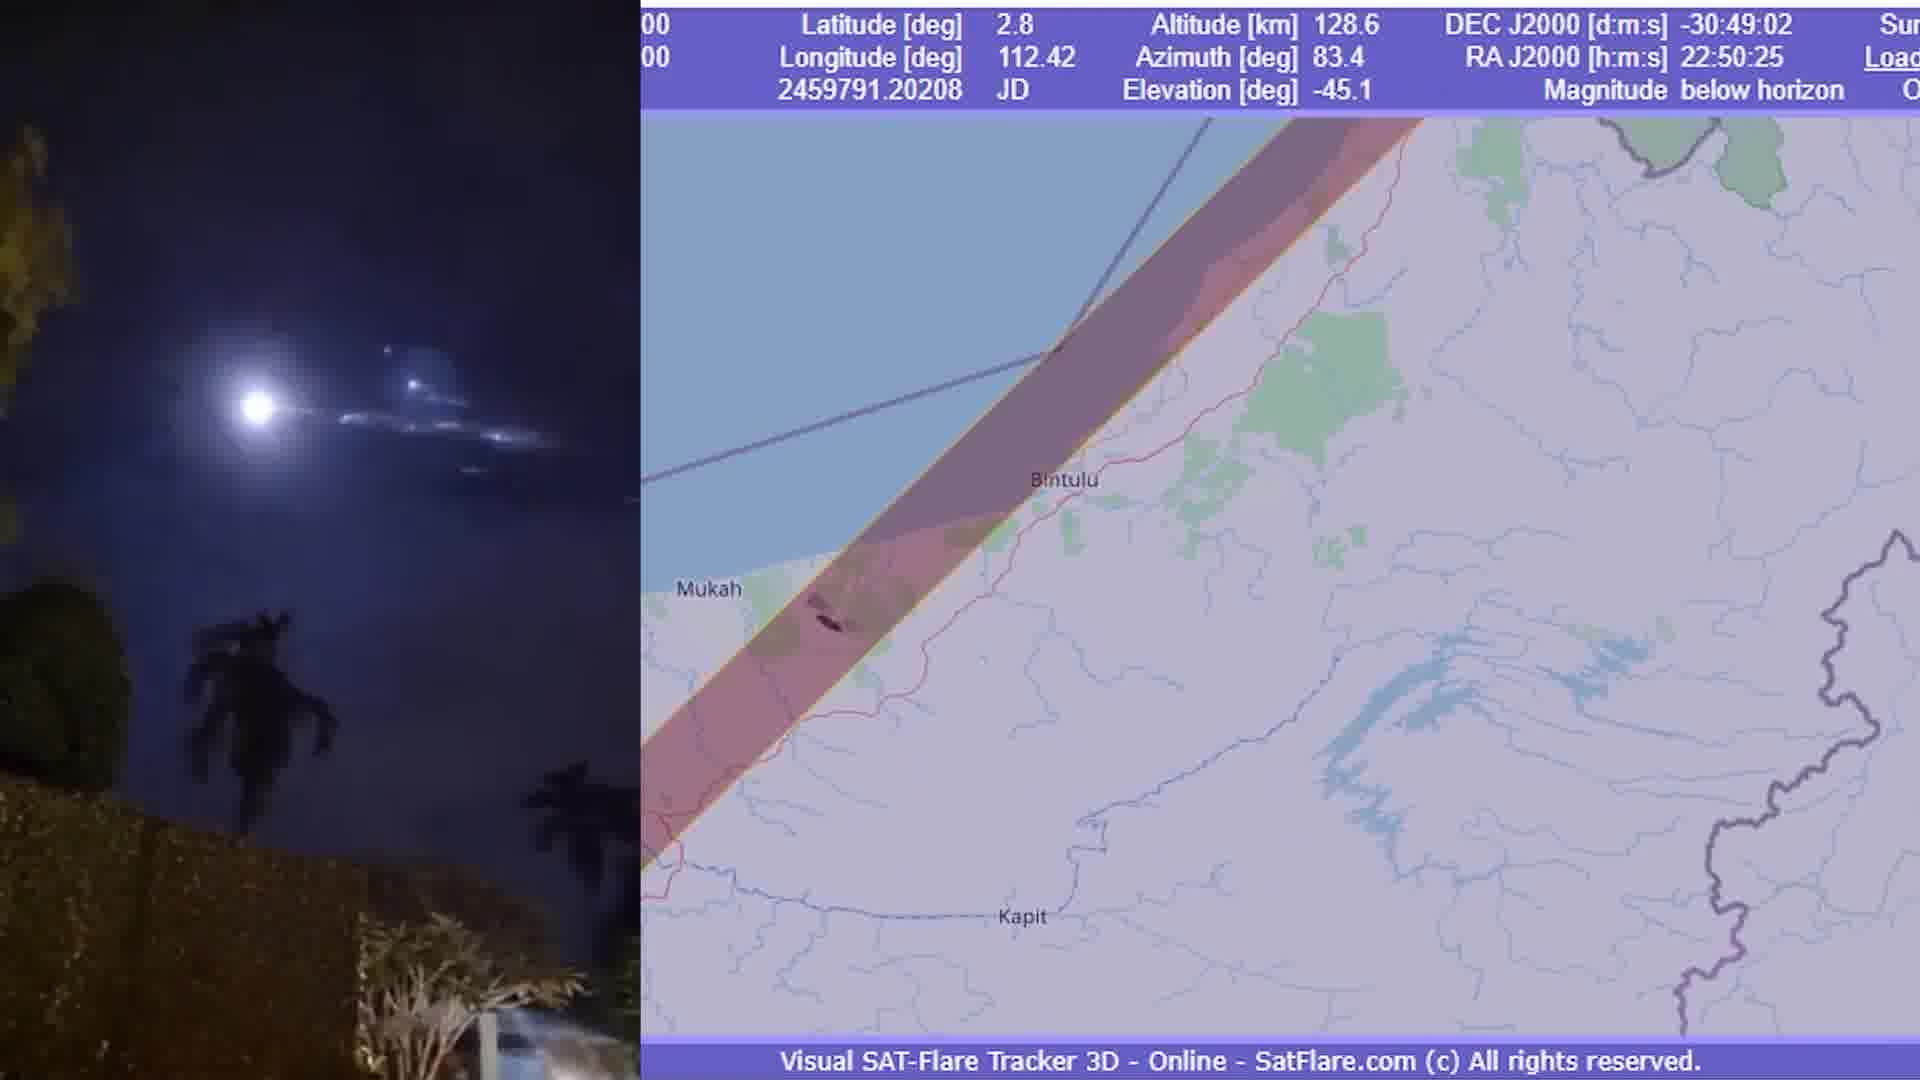 00 Latitude [deg] 2.8 Altitude [km] 128.6 DEC J2000 [d:m:s] -30:49:02
00 Longitude [deg] 112.42 Azimuth [deg] 83.4 RA J2000 [h:m:s] 22:50:25
2459791.20208 JD Elevation [deg] -45.1 Magnitude below horizon
Bintulu
Mukah
Kapit
Visual SAT-Flare Tracker 3D - Online - SatFlare.com (c) All rights reserved.